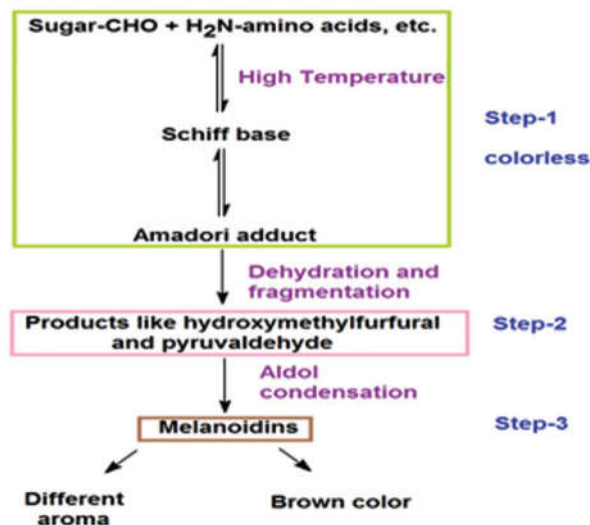 Sugar-CHO + H₂N-amino acids, etc.
High Temperature
Schiff base
Step-1
colorless
Amadori adduct
Dehydration and
fragmentation
Products like hydroxymethylfurfural
and pyruvaldehyde
Step-2
Aldol
condensation
Melanoidins
Step-3
Different
aroma
Brown color